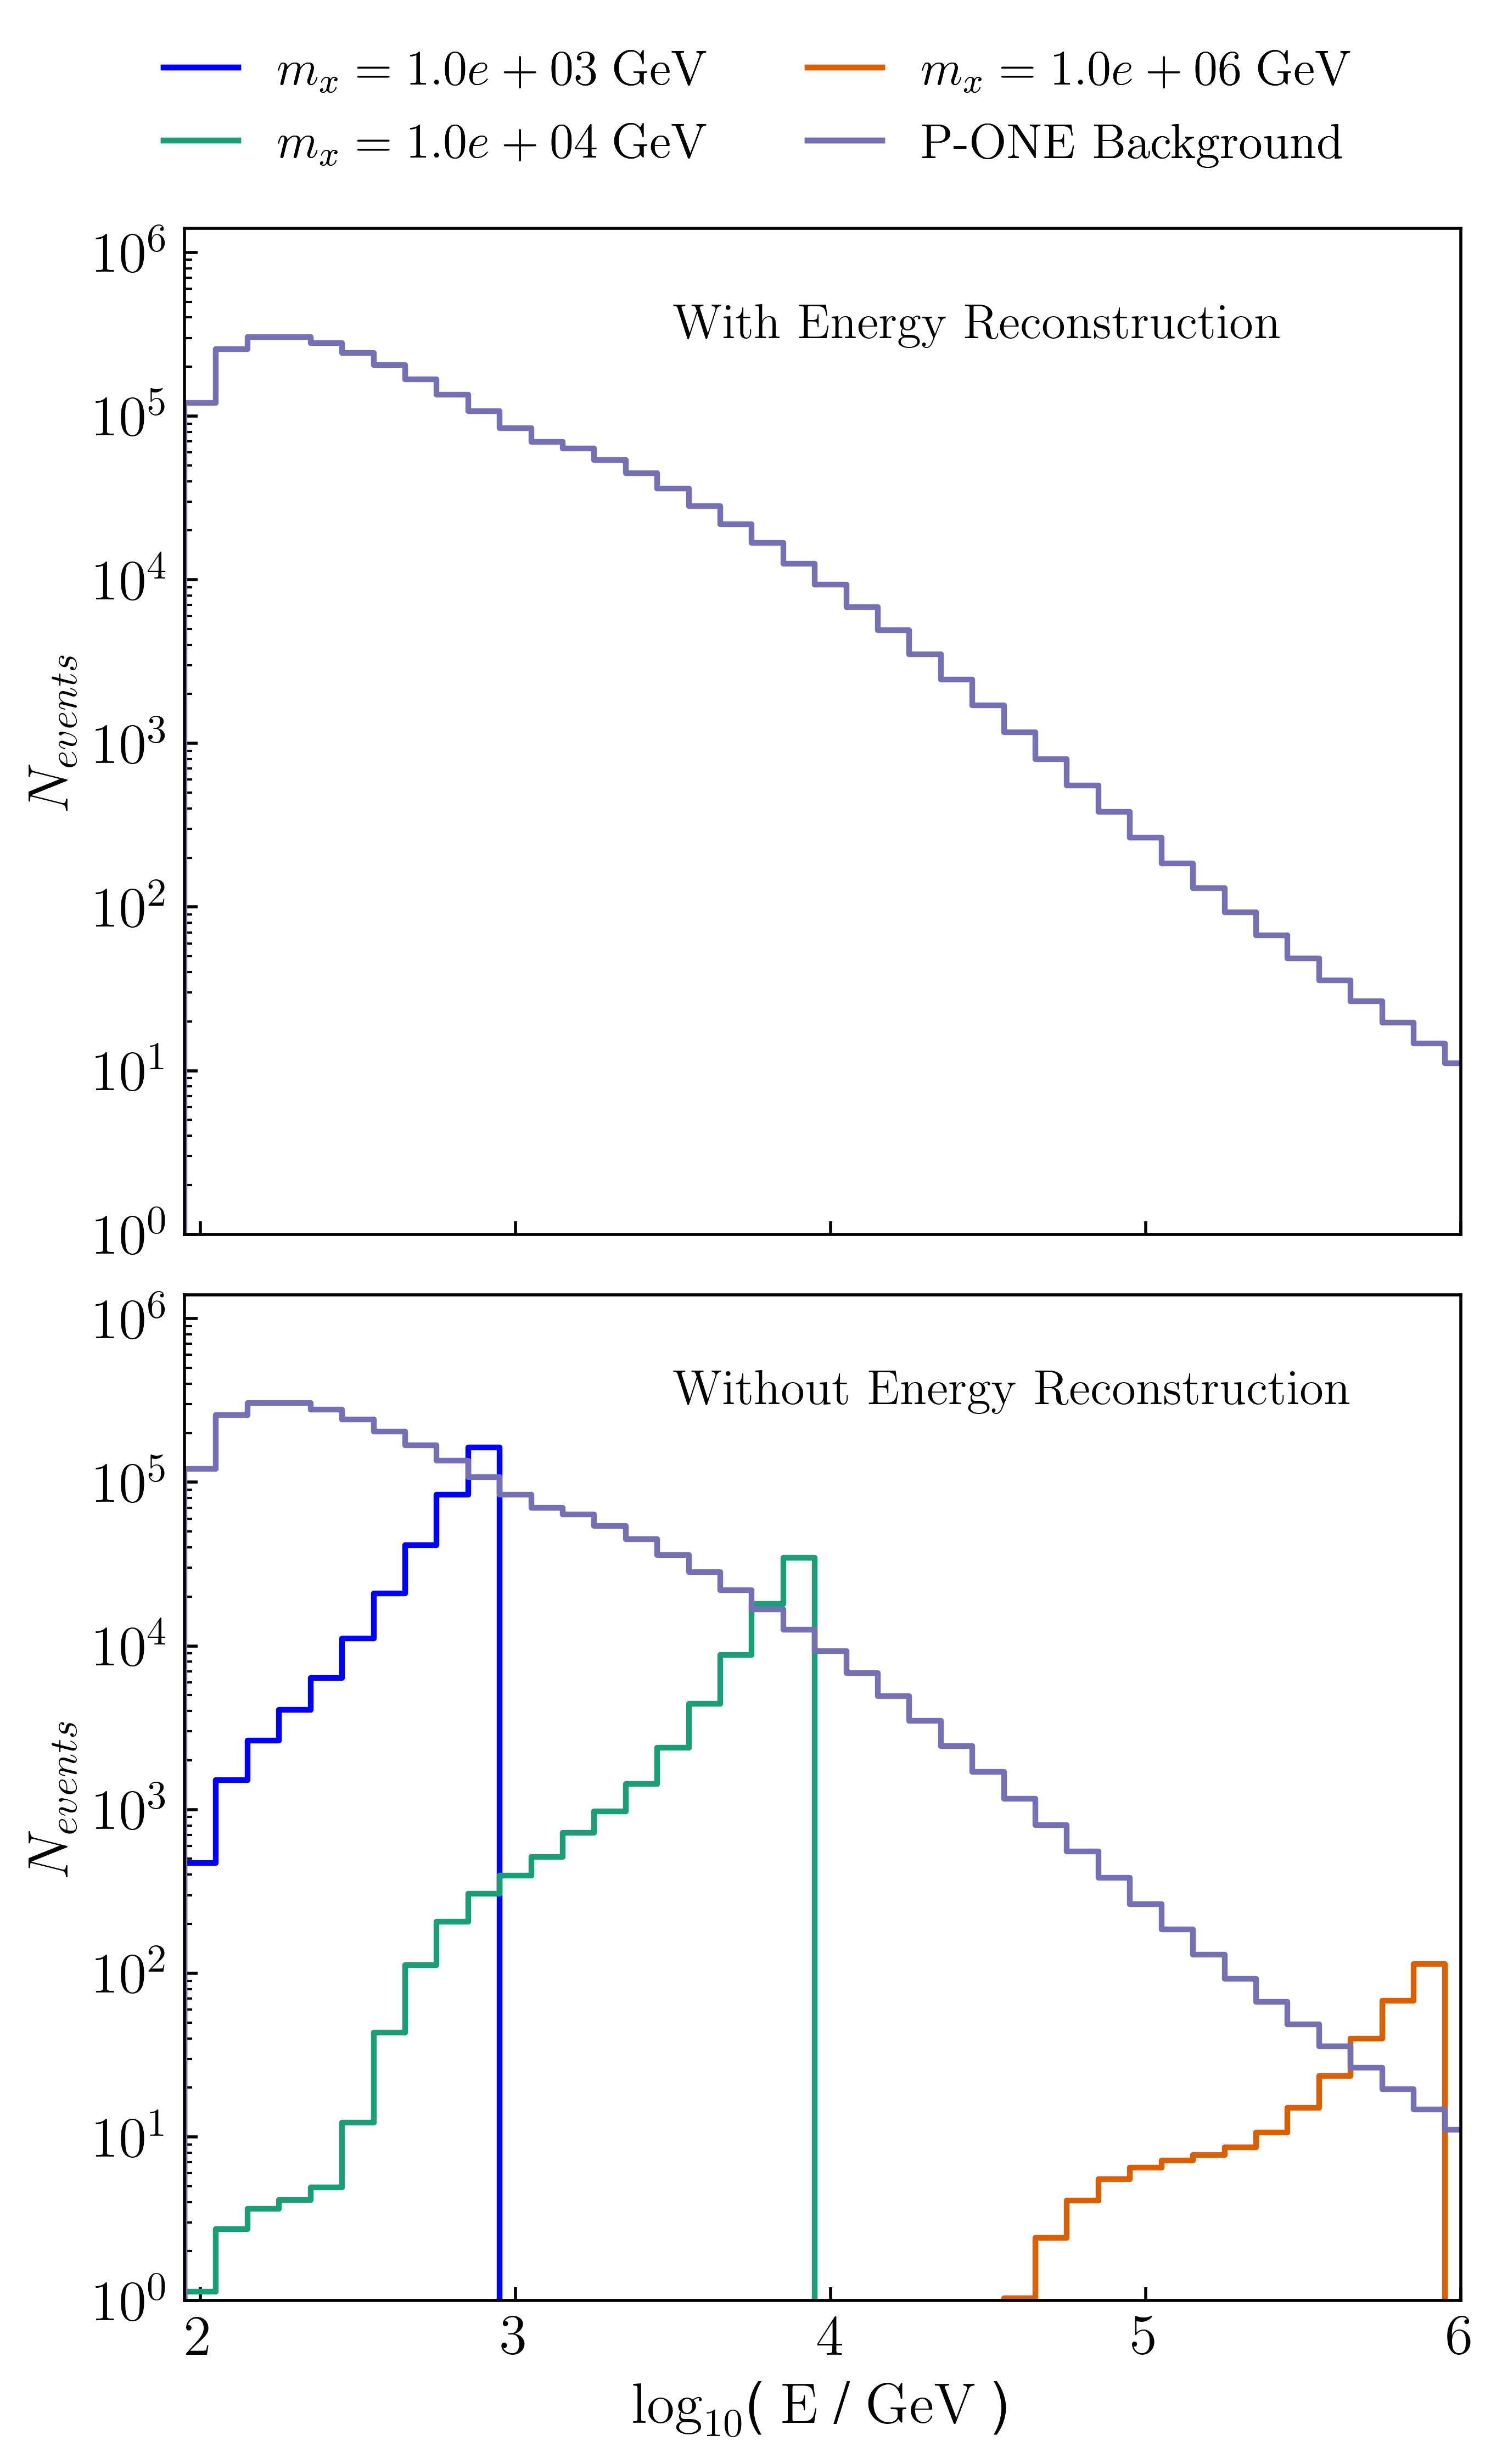 m_x = 1.0e + 03 GeV
m_x = 1.0e + 04 GeV
m_x = 1.0e + 06 GeV
P-ONE Background
With Energy Reconstruction
N_events
10^6
10^5
10^4
10^3
10^2
10^1
10^0
Without Energy Reconstruction
N_events
10^6
10^5
10^4
10^3
10^2
10^1
10^0
2 3 4 5 6
log_10( E / GeV )